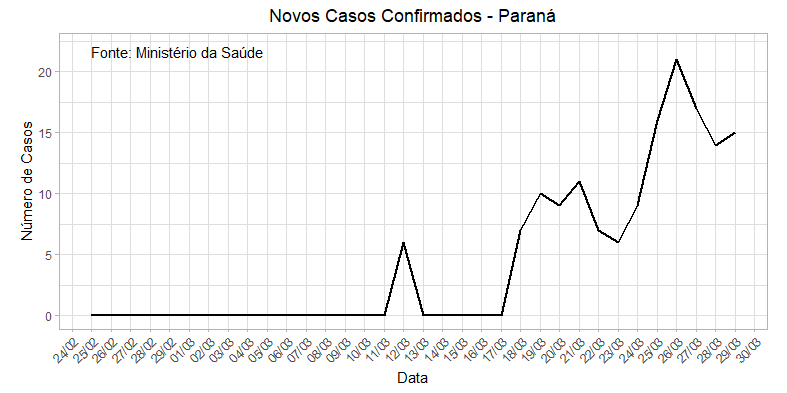 Novos Casos Confirmados - Paraná
Fonte: Ministério da Saúde
20
15
10
5
0
Número de Casos
24/02 25/02 26/02 27/02 28/02 29/02 01/03 02/03 03/03 04/03 05/03 06/03 07/03 08/03 09/03 10/03 11/03 12/03 13/03 14/03 15/03 16/03 17/03 18/03 19/03 20/03 21/03 22/03 23/03 24/03 25/03 26/03 27/03 28/03 29/03 30/03
Data